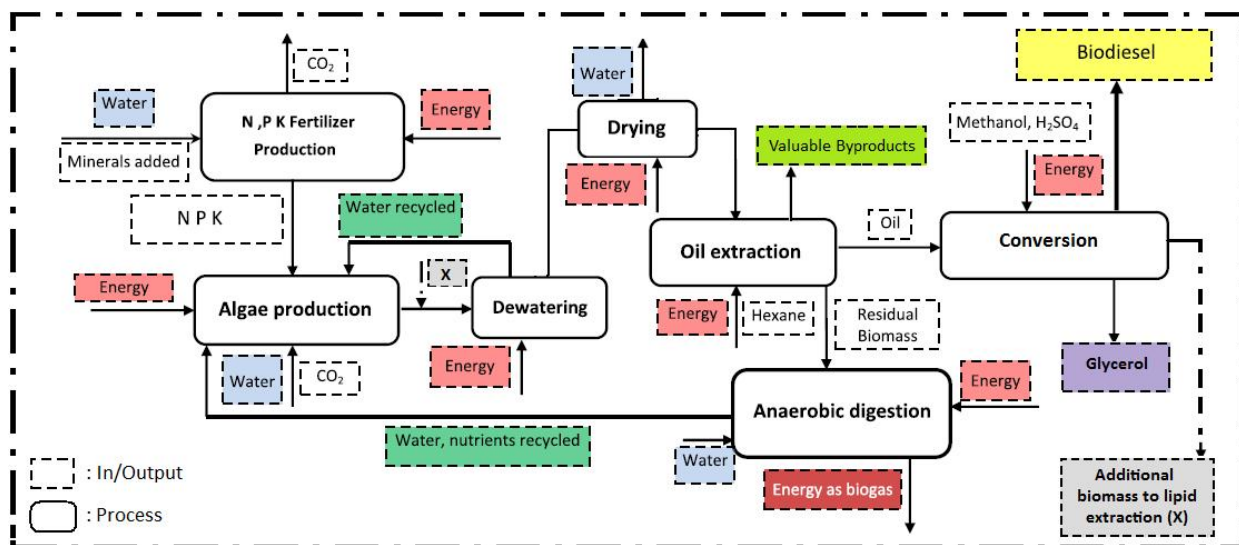 CO2
Water
N ,P K Fertilizer
Production
Energy
Minerals added
N P K
Water recycled
Energy
Algae production
X
Dewatering
Water
CO2
Energy
Water
Drying
Energy
Valuable Byproducts
Oil extraction
Oil
Energy
Hexane
Residual
Biomass
Biodiesel
Methanol, H2SO4
Energy
Conversion
Glycerol
Anaerobic digestion
Energy
Water, nutrients recycled
Water
Energy as biogas
Additional
biomass to lipid
extraction (X)
: In/Output
: Process